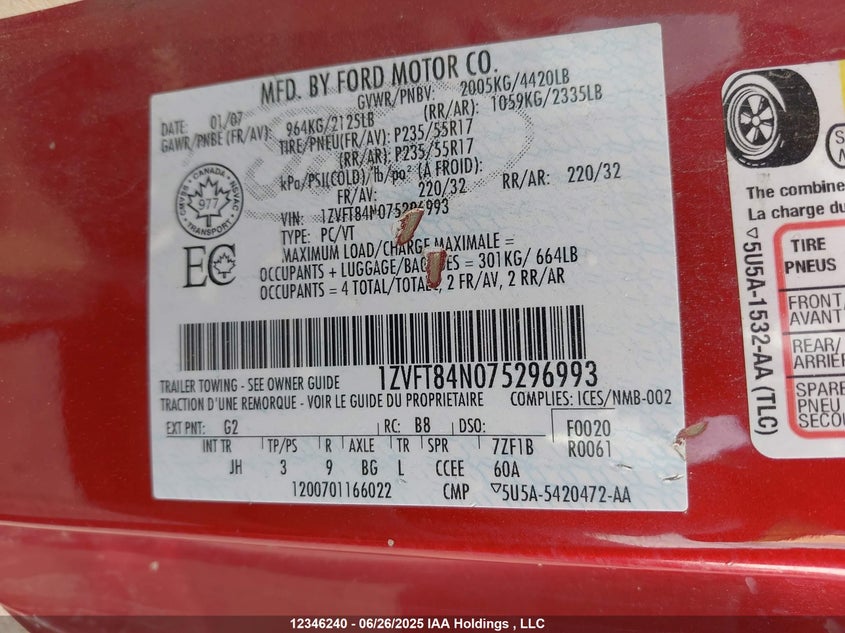 MFD. BY FORD MOTOR CO.
DATE: 01/07 GVWR/PNBV: 2005KG/4420LB
GAWR/PNBE (FR/AV): 964KG/2125LB (RR/AR): 1059KG/2335LB
TIRE/PNEU(FR/AV): P235/55R17
(RR/AR): P235/55R17
kPa/PSI(COLD)/lb/po² (À FROID):
FR/AV: 220/32 RR/AR: 220/32
VIN: 1ZVFT84N075296993
TYPE: PC/VT
MAXIMUM LOAD/CHARGE MAXIMALE =
OCCUPANTS + LUGGAGE/BAGAGES = 301KG/ 664LB
OCCUPANTS = 4 TOTAL/TOTAL, 2 FR/AV, 2 RR/AR
CANADA
977
TRANSPORT
CMVSS
NSVAC
EC
1ZVFT84N075296993
TRAILER TOWING - SEE OWNER GUIDE
TRACTION D'UNE REMORQUE - VOIR LE GUIDE DU PROPRIETAIRE COMPLIES: ICES/NMB-002
EXT PNT: G2 RC: B8 DSO: F0020
R0061
INT TR TP/PS R AXLE TR SPR 7ZF1B
JH 3 9 BG L CCEE 60A
1200701166022 CMP ▽5U5A-5420472-AA
▽5U5A-1532-AA (TLC)
The combine
La charge du
TIRE
PNEUS
FRONT/
AVANT
REAR/
ARRIÈR
SPARE
PNEU
SECOU
12346240 - 06/26/2025 IAA Holdings , LLC